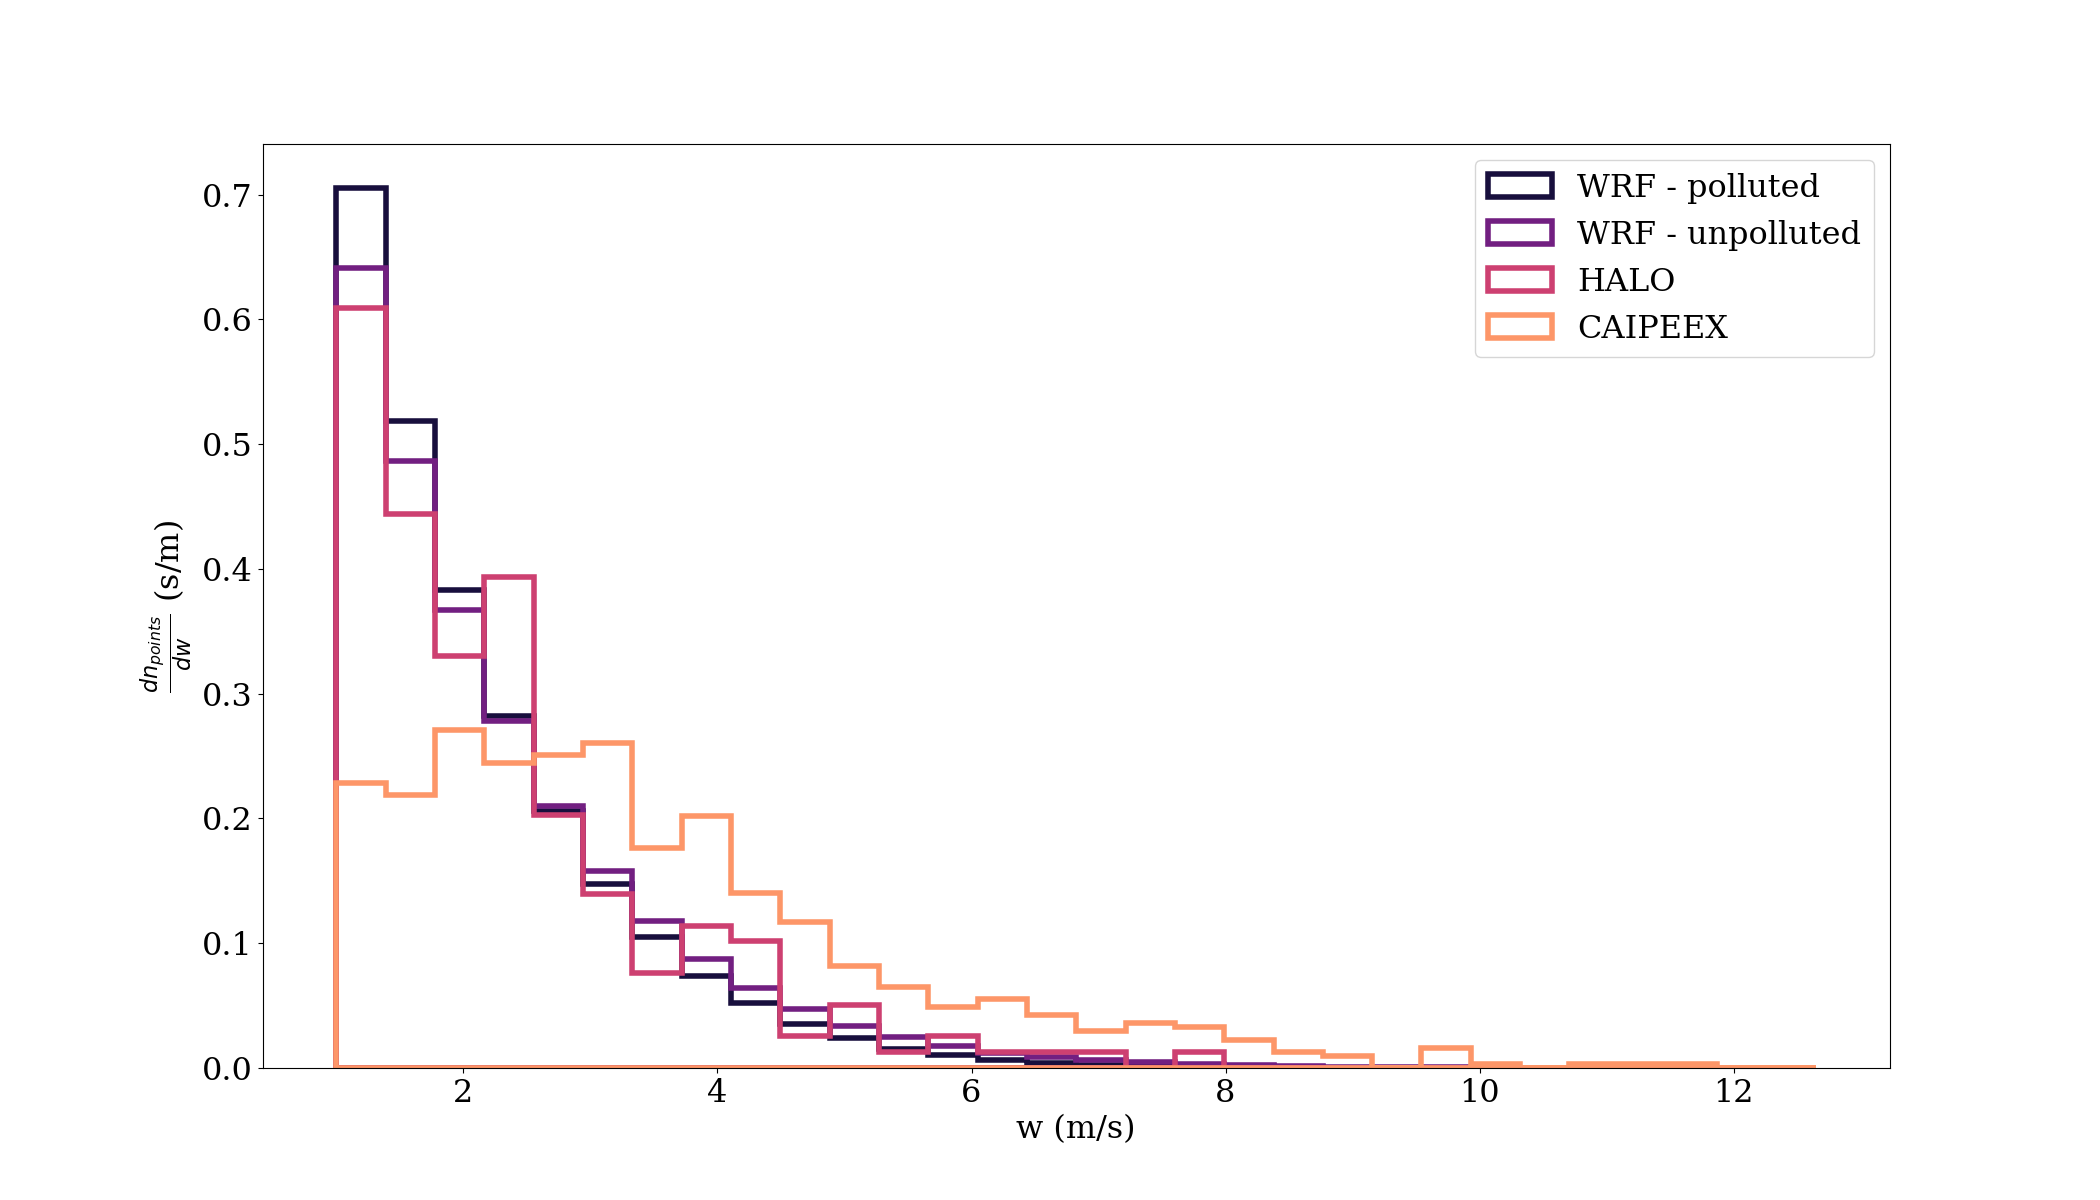 0.7
0.6
0.5
0.4
0.3
0.2
0.1
0.0
dn_points
dw
(s/m)
2 4 6 8 10 12
w (m/s)
WRF - polluted
WRF - unpolluted
HALO
CAIPEEX